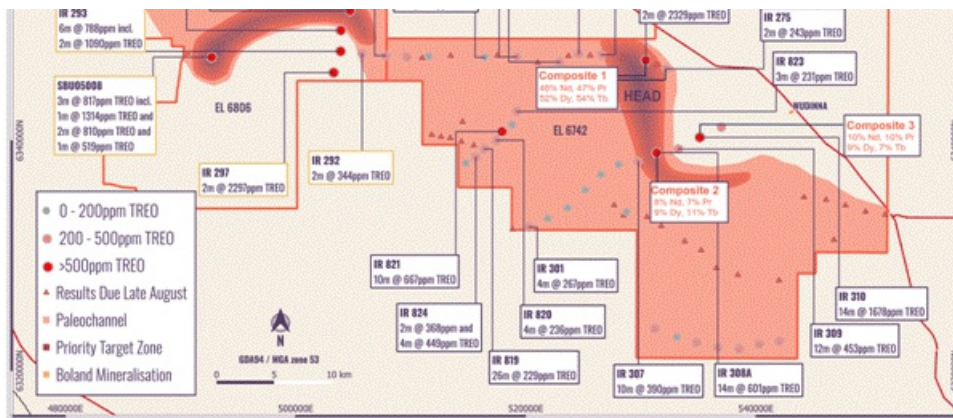 IR 293
6m @ 788ppm incl.
2m @ 1090ppm TREO
2m @ 2329ppm TREO
IR 275
2m @ 243ppm TREO
IR 823
3m @ 231ppm TREO
SBU05008
3m @ 817ppm TREO incl.
1m @ 1314ppm TREO and
2m @ 810ppm TREO and
1m @ 519ppm TREO
EL 6806
Composite 1
46% Nd, 47% Pr
52% Dy, 54% Tb
HEAD
WUDINNA
EL 6742
Composite 3
10% Nd, 10% Pr
9% Dy, 7% Tb
IR 297
2m @ 2297ppm TREO
IR 292
2m @ 344ppm TREO
Composite 2
8% Nd, 7% Pr
9% Dy, 11% Tb
6340000N
0 - 200ppm TREO
200 - 500ppm TREO
>500ppm TREO
Results Due Late August
Paleochannel
Priority Target Zone
Boland Mineralisation
IR 821
10m @ 667ppm TREO
IR 301
4m @ 267ppm TREO
IR 824
2m @ 368ppm and
4m @ 449ppm TREO
IR 820
4m @ 236ppm TREO
IR 819
26m @ 229ppm TREO
IR 310
14m @ 1678ppm TREO
IR 309
12m @ 453ppm TREO
IR 307
10m @ 390ppm TREO
IR 308A
14m @ 601ppm TREO
N
GDA94 / MGA zone 53
0 5 10 km
6320000N
480000E 500000E 520000E 540000E